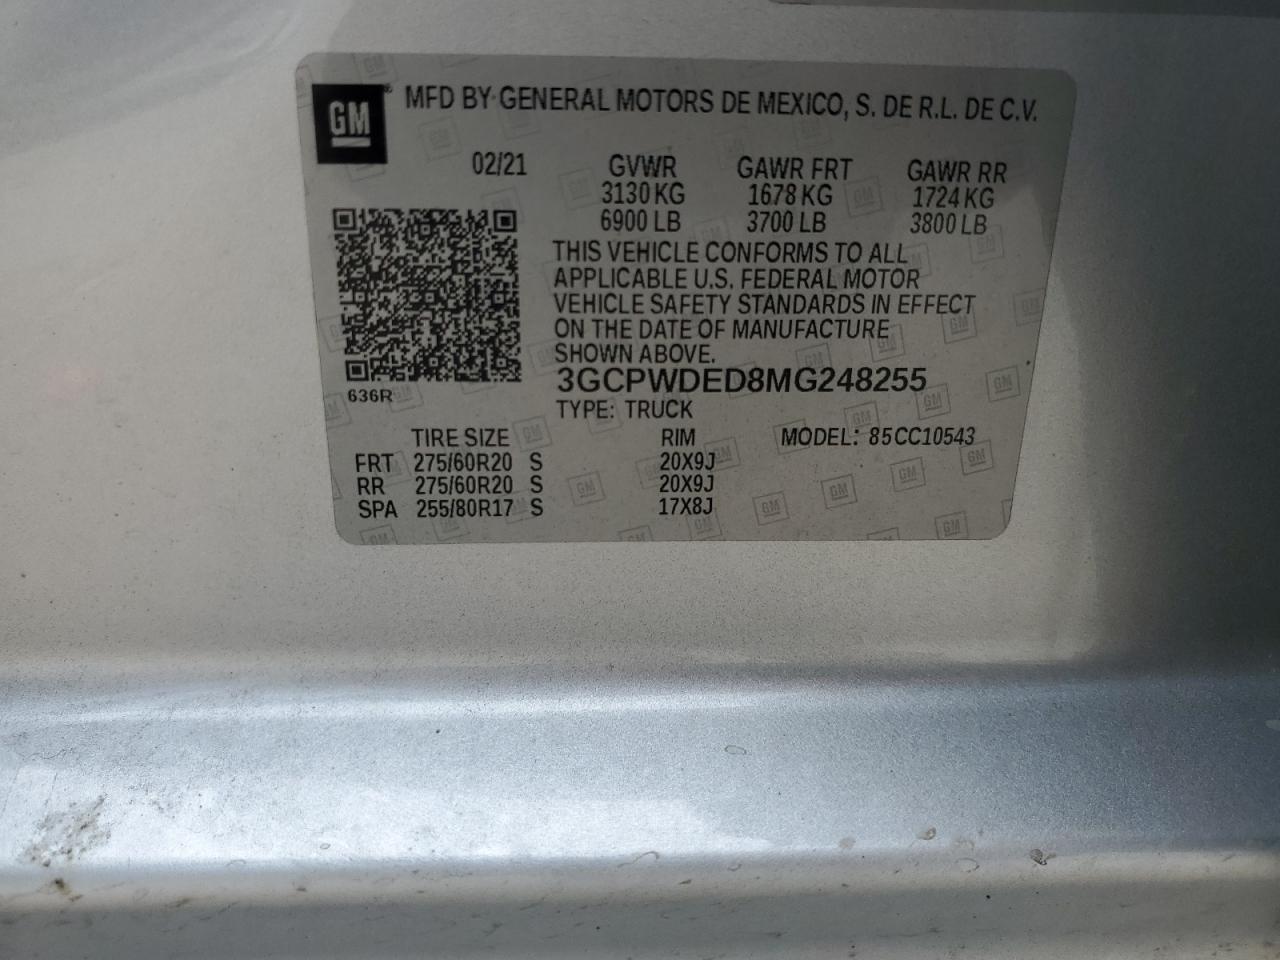 GM® MFD BY GENERAL MOTORS DE MEXICO, S. DE R.L. DE C.V.
02/21 GVWR GAWR FRT GAWR RR
3130 KG 1678 KG 1724 KG
6900 LB 3700 LB 3800 LB
THIS VEHICLE CONFORMS TO ALL
APPLICABLE U.S. FEDERAL MOTOR
VEHICLE SAFETY STANDARDS IN EFFECT
ON THE DATE OF MANUFACTURE
SHOWN ABOVE.
3GCPWDED8MG248255
636R
TYPE: TRUCK
TIRE SIZE RIM MODEL: 85CC10543
FRT 275/60R20 S 20X9J
RR 275/60R20 S 20X9J
SPA 255/80R17 S 17X8J